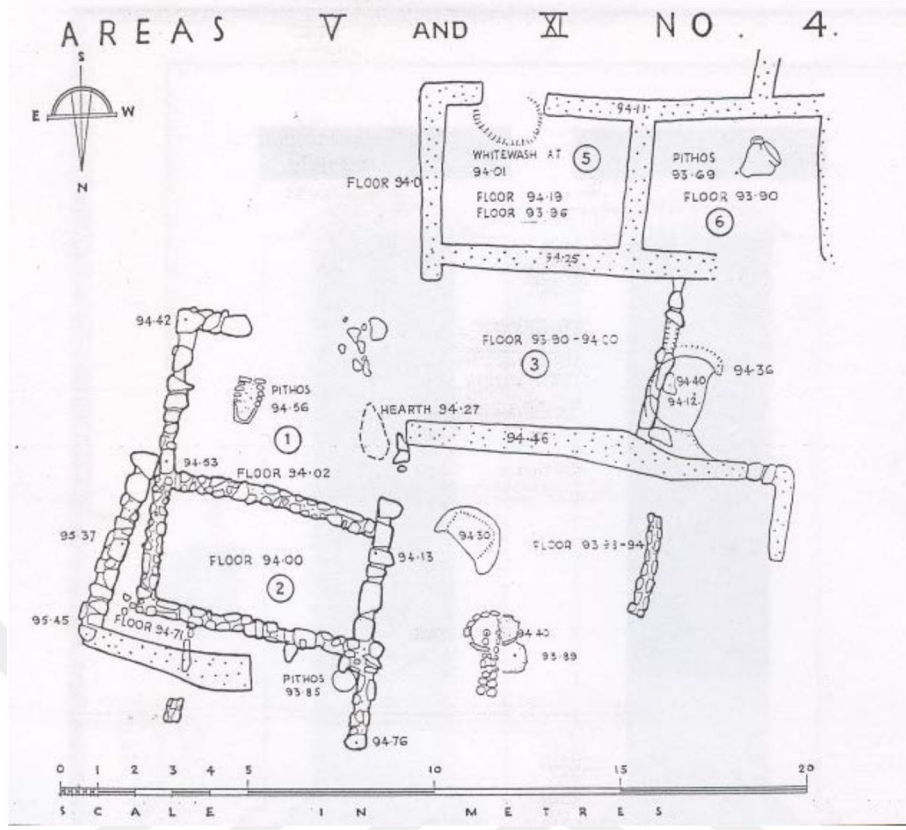 AREAS V AND XI NO. 4.
S
E W
N
94·11
WHITEWASH AT
94·01
5
PITHOS
93·69
FLOOR 94·0
FLOOR 94·19
FLOOR 93·96
FLOOR 93·90
6
94·25
94·42
FLOOR 93·90-94·00
3
94·40
94·36
94·12
PITHOS
94·56
HEARTH 94·27
1
94·46
94·53
FLOOR 94·02
95·37
94·30
94·13
FLOOR 94·00
2
95·45
FLOOR 94·71
94·40
93·89
PITHOS
93·85
94·76
0 1 2 3 4 5 10 15 20
SCALE IN METRES